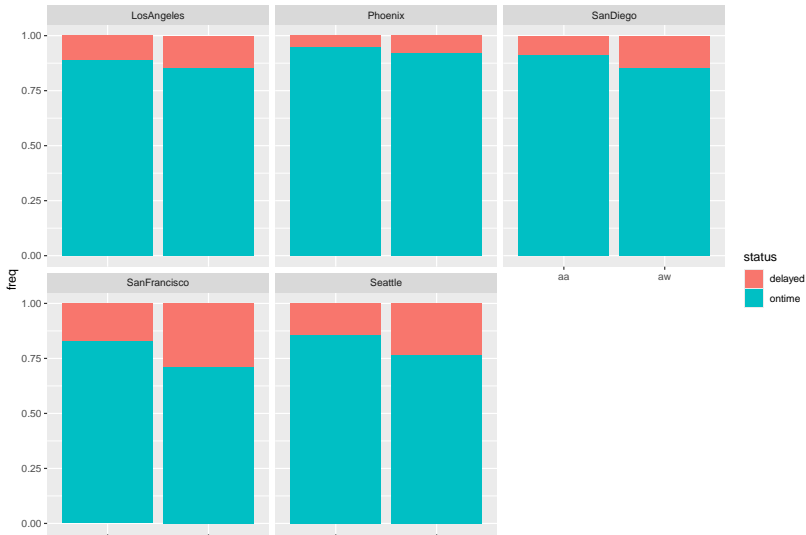 LosAngeles
Phoenix
SanDiego
1.00
0.75
0.50
0.25
0.00
aa
aw
SanFrancisco
Seattle
1.00
0.75
0.50
0.25
0.00
freq
status
delayed
ontime